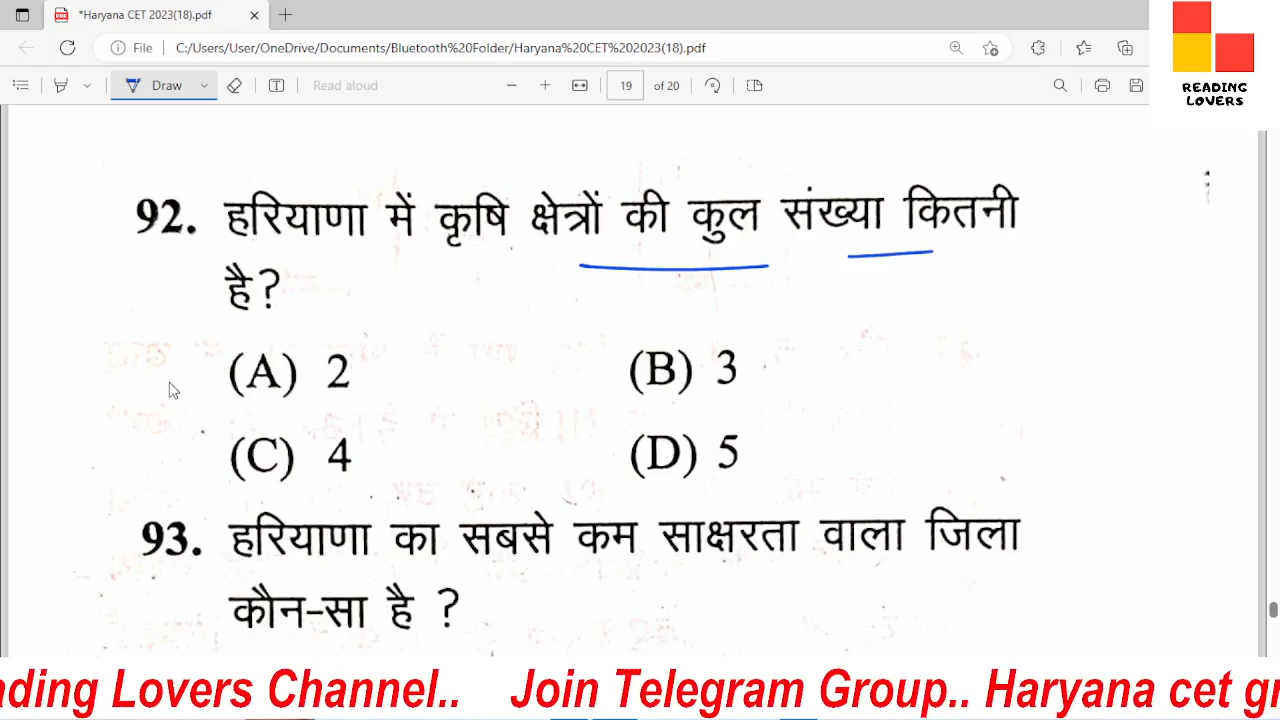 *Haryana CET 2023(18).pdf
File
C:/Users/User/OneDrive/Documents/Bluetooth%20Folder/Haryana%20CET%202023(18).pdf
Draw
Read aloud
19
of 20
READING
LOVERS
92. हरियाणा में कृषि क्षेत्रों की कुल संख्या कितनी
है?
(A) 2
(B) 3
(C) 4
(D) 5
93. हरियाणा का सबसे कम साक्षरता वाला जिला
कौन-सा है ?
ading Lovers Channel.. Join Telegram Group.. Haryana cet gr